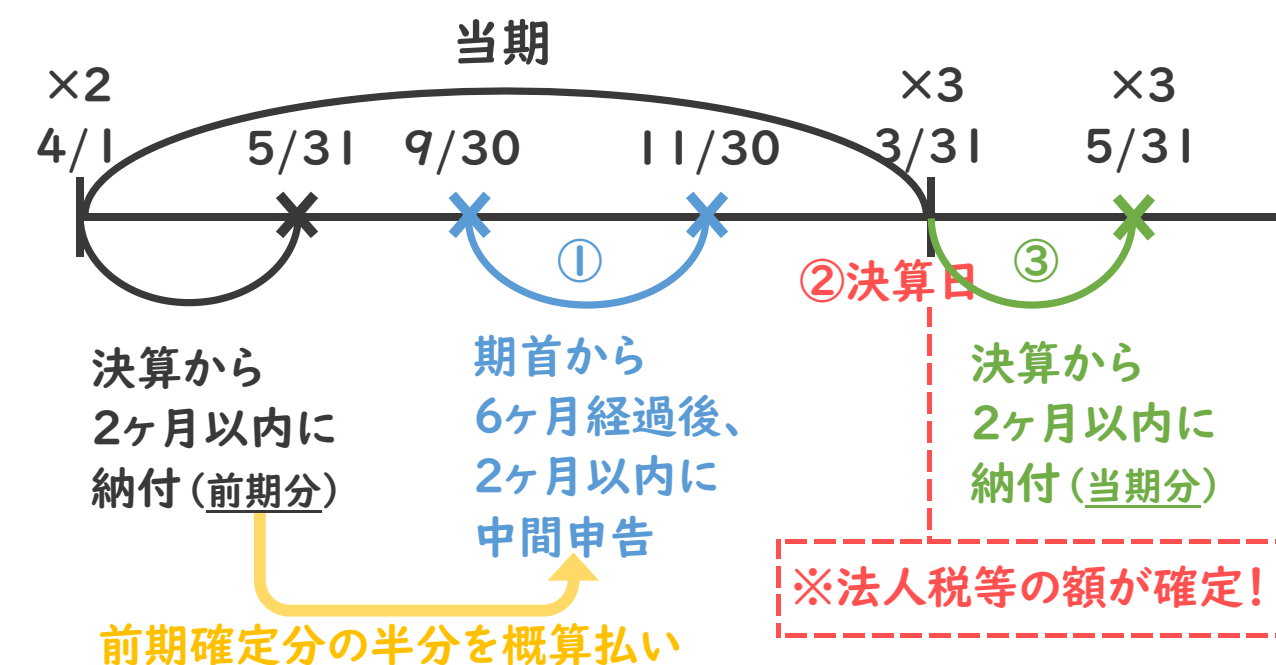 当期
×2
4/1
5/31
9/30
11/30
×3
3/31
×3
5/31
①
②決算日
③
決算から
2ヶ月以内に
納付(前期分)
期首から
6ヶ月経過後、
2ヶ月以内に
中間申告
決算から
2ヶ月以内に
納付(当期分)
※法人税等の額が確定!
前期確定分の半分を概算払い